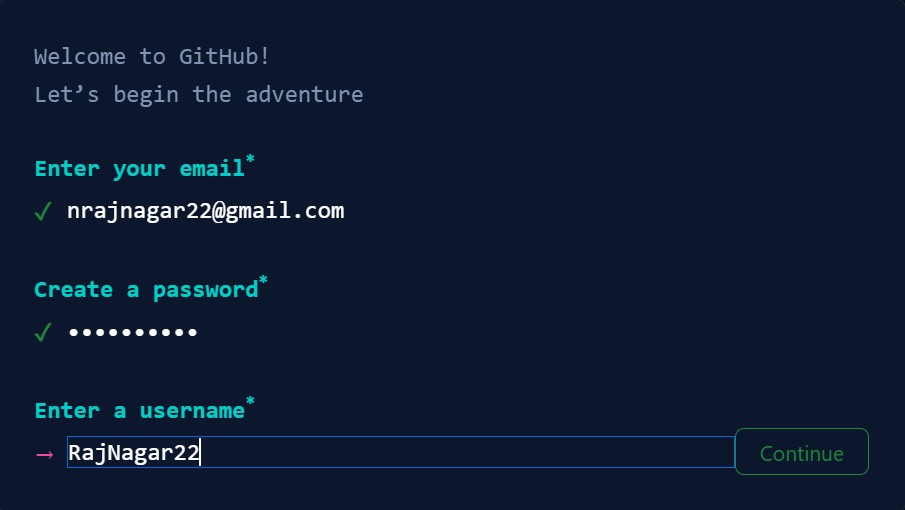 Welcome to GitHub!
Let’s begin the adventure
Enter your email*
✓ nrajnagar22@gmail.com
Create a password*
✓ ••••••••••
Enter a username*
→ RajNagar22
Continue